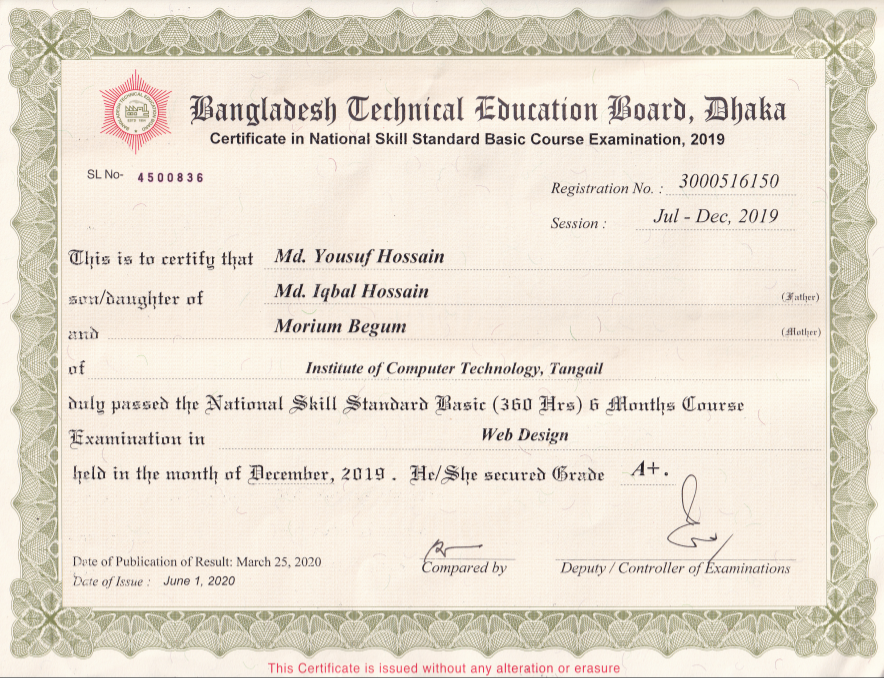 Bangladesh Technical Education Board, Dhaka
Certificate in National Skill Standard Basic Course Examination, 2019
SL No- 4500836
Registration No. : 3000516150
Session : Jul - Dec, 2019
This is to certify that Md. Yousuf Hossain
son/daughter of Md. Iqbal Hossain (Father)
and Morium Begum (Mother)
of Institute of Computer Technology, Tangail
duly passed the National Skill Standard Basic (360 Hrs) 6 Months Course
Examination in Web Design
held in the month of December, 2019 . He/She secured Grade A+.
Date of Publication of Result: March 25, 2020
Date of Issue : June 1, 2020
Compared by
Deputy / Controller of Examinations
This Certificate is issued without any alteration or erasure